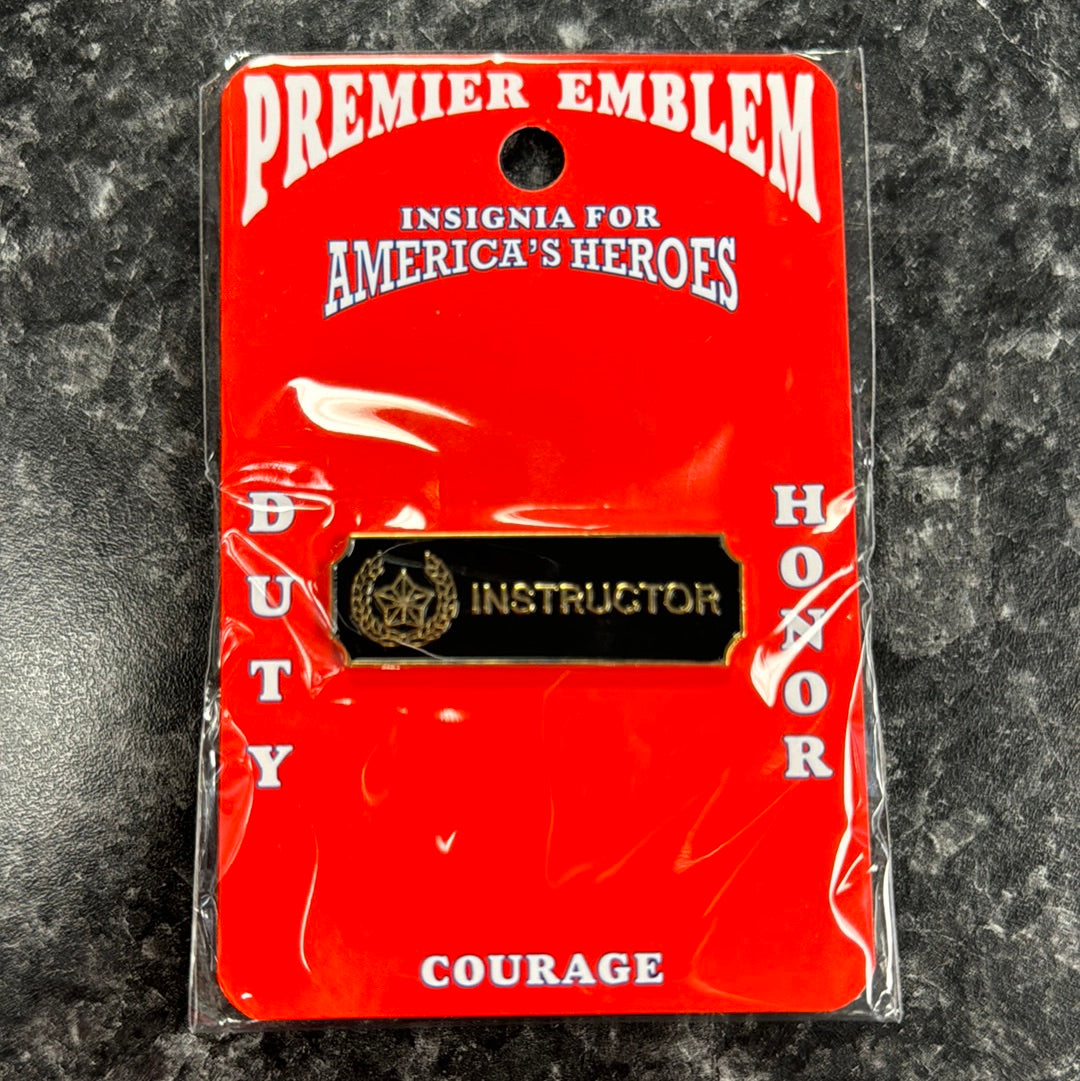 PREMIER EMBLEM
INSIGNIA FOR
AMERICA'S HEROES
DUTY
HONOR
INSTRUCTOR
COURAGE